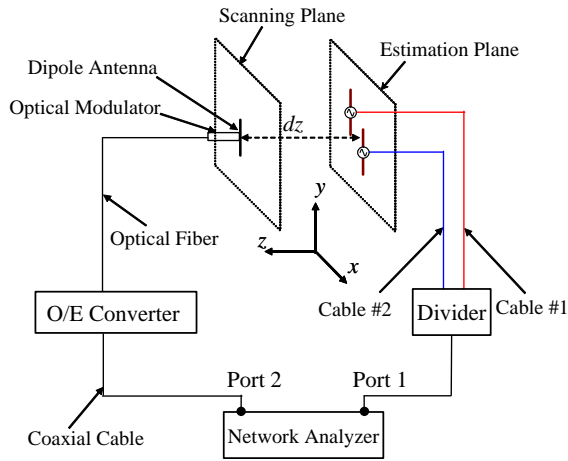 Scanning Plane
Estimation Plane
Dipole Antenna
Optical Modulator
dz
y
z
x
Optical Fiber
Cable #2
Cable #1
O/E Converter
Divider
Port 2
Port 1
Coaxial Cable
Network Analyzer